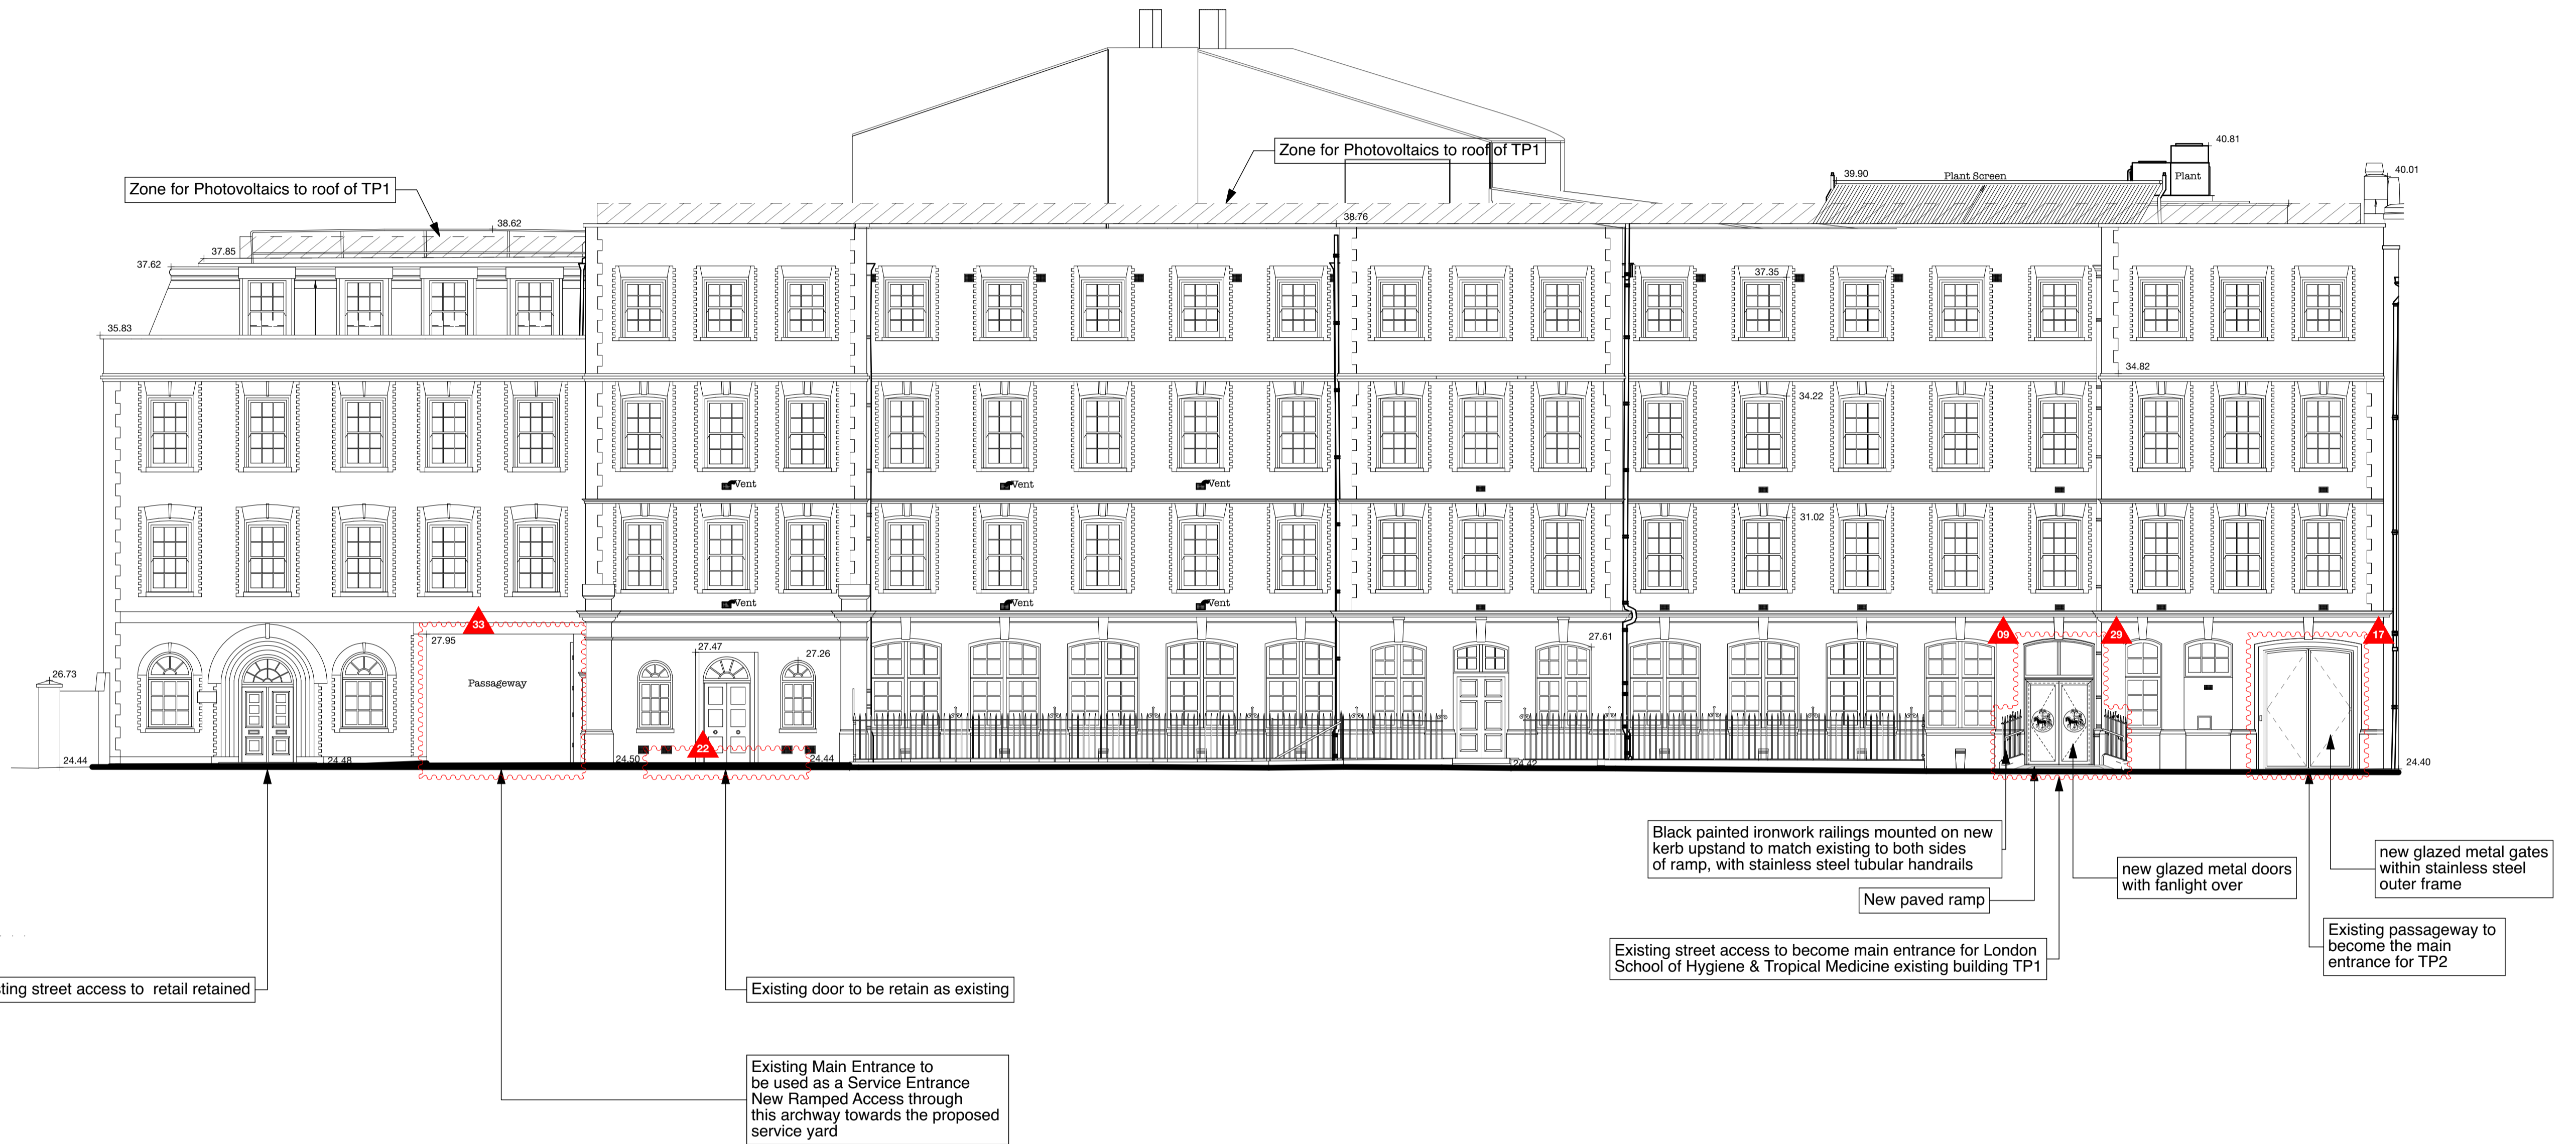 40.81
Zone for Photovoltaics to roof of TP1
39.90
Plant Screen
Plant
40.01
Zone for Photovoltaics to roof of TP1
38.76
38.62
37.85
37.62
37.35
35.83
34.82
34.22
Vent
Vent
Vent
31.02
Vent
Vent
Vent
33
09
29
17
27.95
27.47
27.26
27.61
26.73
Passageway
22
24.44
24.48
24.50
24.44
24.42
24.40
Black painted ironwork railings mounted on new
kerb upstand to match existing to both sides
of ramp, with stainless steel tubular handrails
new glazed metal doors
with fanlight over
new glazed metal gates
within stainless steel
outer frame
New paved ramp
Existing street access to become main entrance for London
School of Hygiene & Tropical Medicine existing building TP1
Existing passageway to
become the main
entrance for TP2
ting street access to retail retained
Existing door to be retain as existing
Existing Main Entrance to
be used as a Service Entrance
New Ramped Access through
this archway towards the proposed
service yard